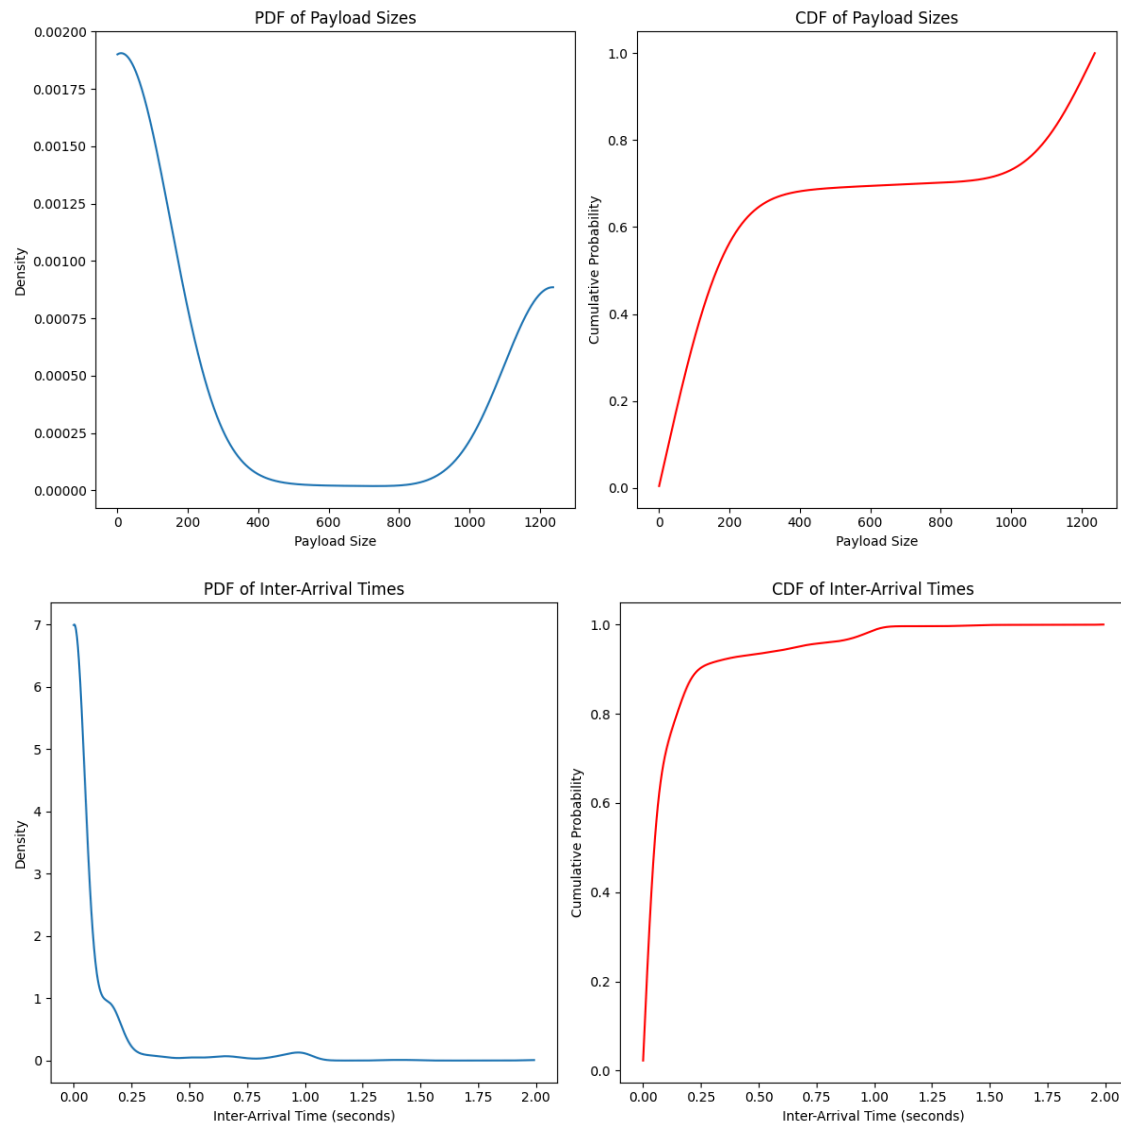 PDF of Payload Sizes
0.00200
0.00175
0.00150
0.00125
0.00100
0.00075
0.00050
0.00025
0.00000
Density
0 200 400 600 800 1000 1200
Payload Size
CDF of Payload Sizes
1.0
0.8
0.6
0.4
0.2
0.0
Cumulative Probability
0 200 400 600 800 1000 1200
Payload Size
PDF of Inter-Arrival Times
7
6
5
4
3
2
1
0
Density
0.00 0.25 0.50 0.75 1.00 1.25 1.50 1.75 2.00
Inter-Arrival Time (seconds)
CDF of Inter-Arrival Times
1.0
0.8
0.6
0.4
0.2
0.0
Cumulative Probability
0.00 0.25 0.50 0.75 1.00 1.25 1.50 1.75 2.00
Inter-Arrival Time (seconds)